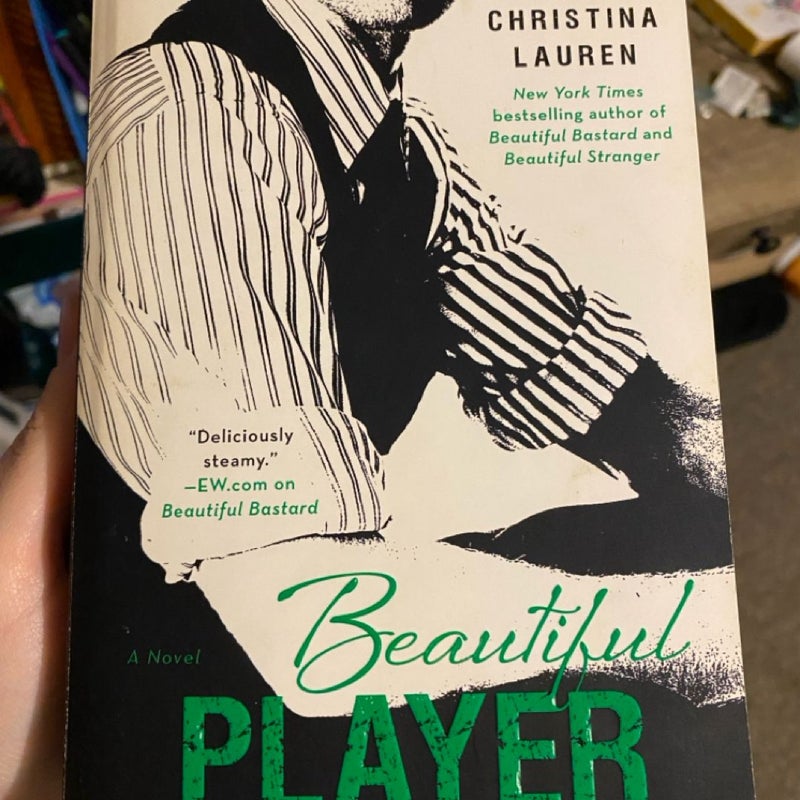 CHRISTINA
LAUREN
New York Times
bestselling author of
Beautiful Bastard and
Beautiful Stranger
"Deliciously
steamy."
—EW.com on
Beautiful Bastard
Beautiful
A Novel
PLAYER